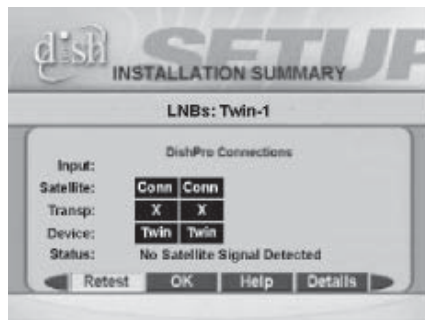 dish
SETUP
INSTALLATION SUMMARY
LNBs: Twin-1
DishPro Connections
Input:
Satellite: Conn Conn
Transp: X X
Device: Twin Twin
Status: No Satellite Signal Detected
Retest OK Help Details